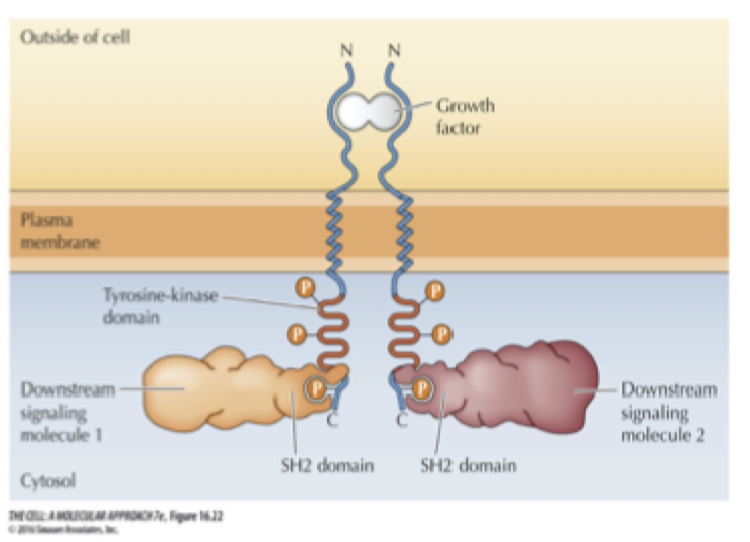 Outside of cell
N N
Growth
factor
Plasma
membrane
P P
Tyrosine-kinase
domain
P P
P P
Downstream
signaling
molecule 1
Downstream
signaling
molecule 2
C C
SH2 domain SH2 domain
Cytosol
THE CELL: A MOLECULAR APPROACH 7e, Figure 16.22
© 2016 Sinauer Associates, Inc.